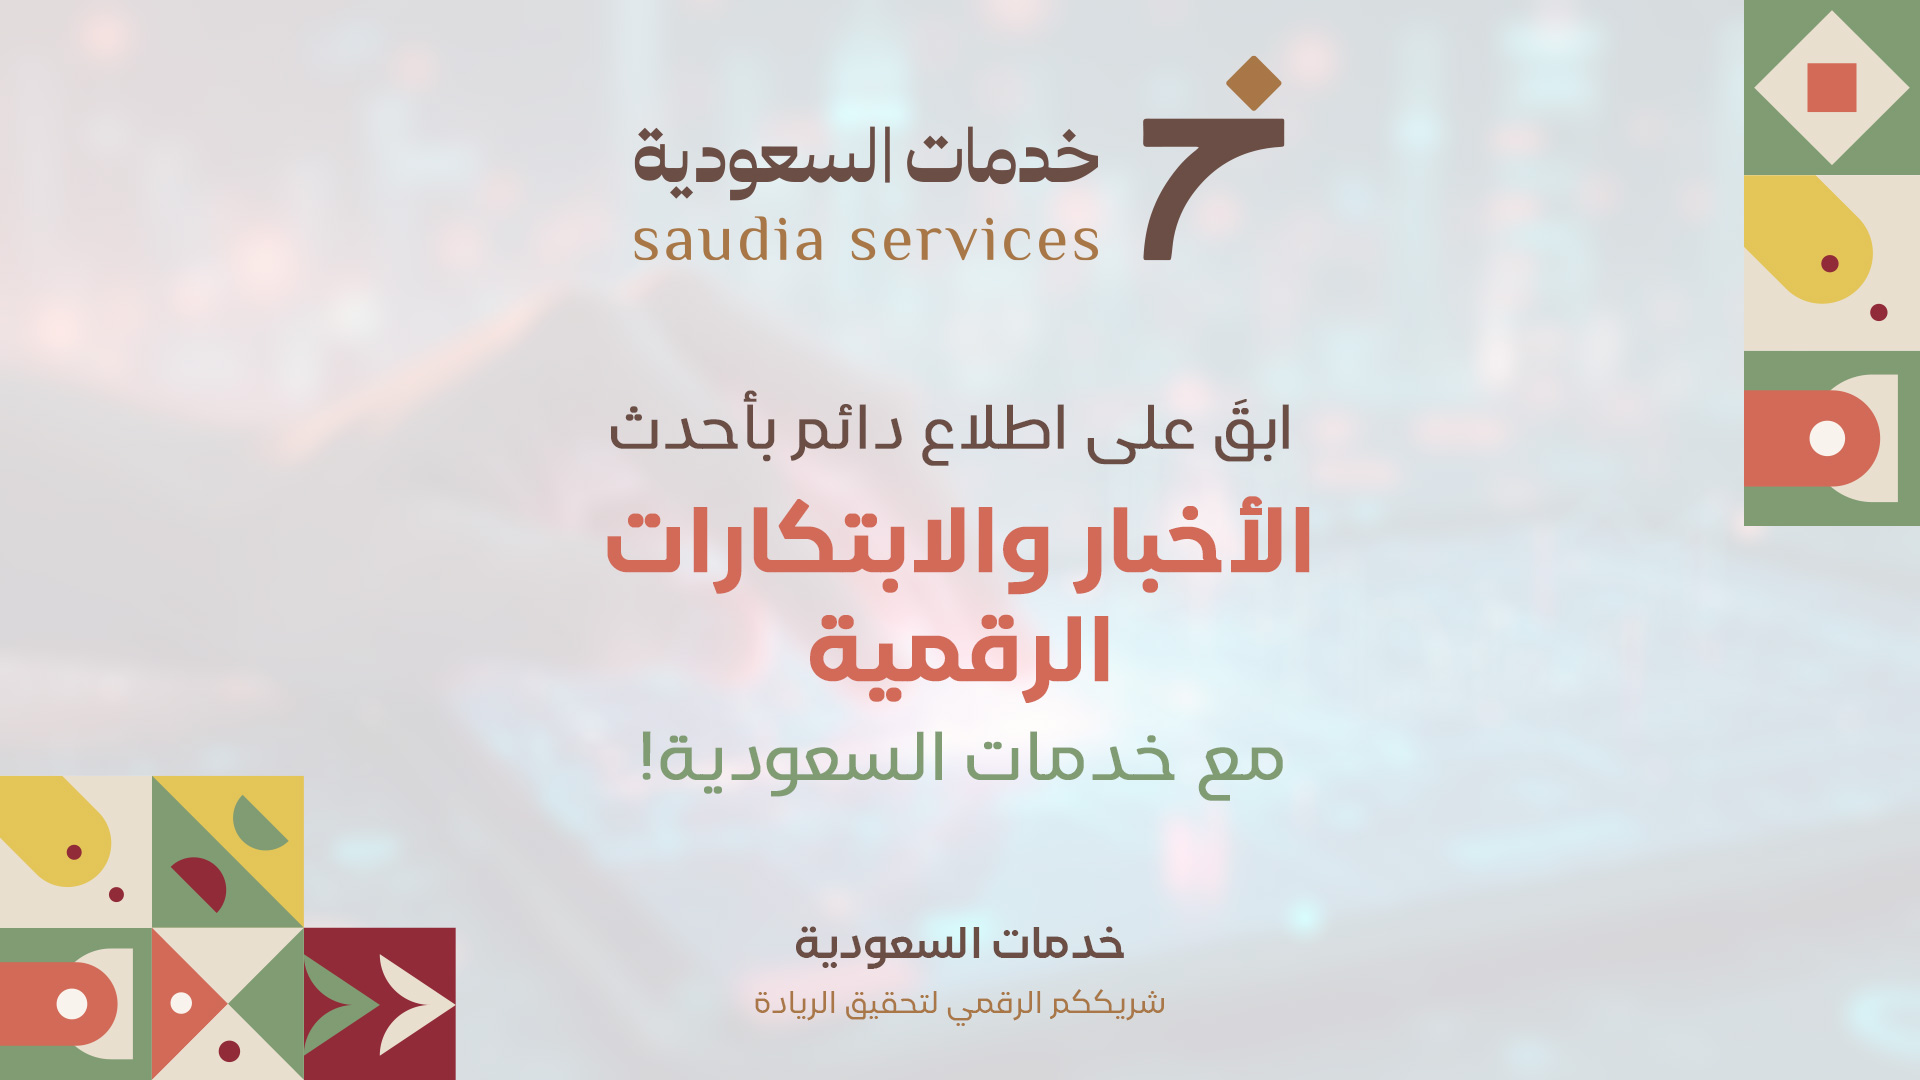 خدمات السعودية
saudia services
ابقَ على اطلاع دائم بأحدث
الأخبار والابتكارات
الرقمية
مع خدمات السعودية!
خدمات السعودية
شريككم الرقمي لتحقيق الريادة